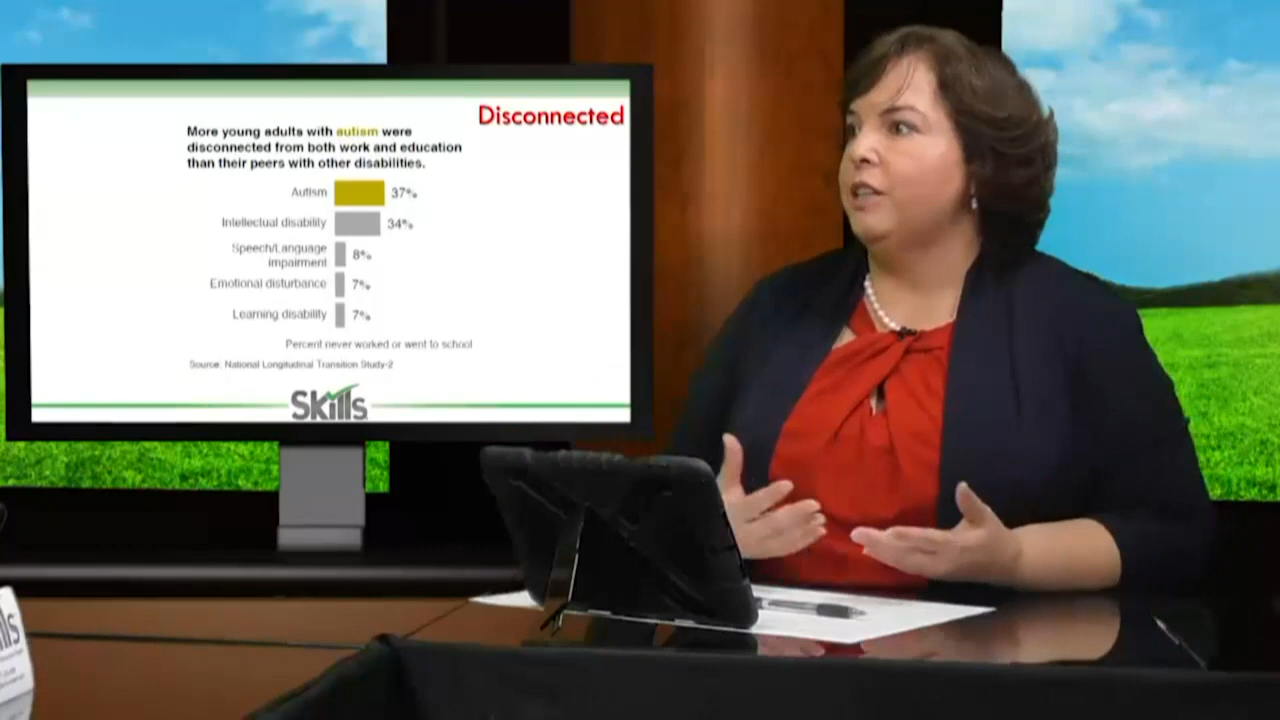 Disconnected
More young adults with autism were
disconnected from both work and education
than their peers with other disabilities.
Autism 37%
Intellectual disability 34%
Speech/Language
impairment 8%
Emotional disturbance 7%
Learning disability 7%
Percent never worked or went to school
Source: National Longitudinal Transition Study-2
Skills